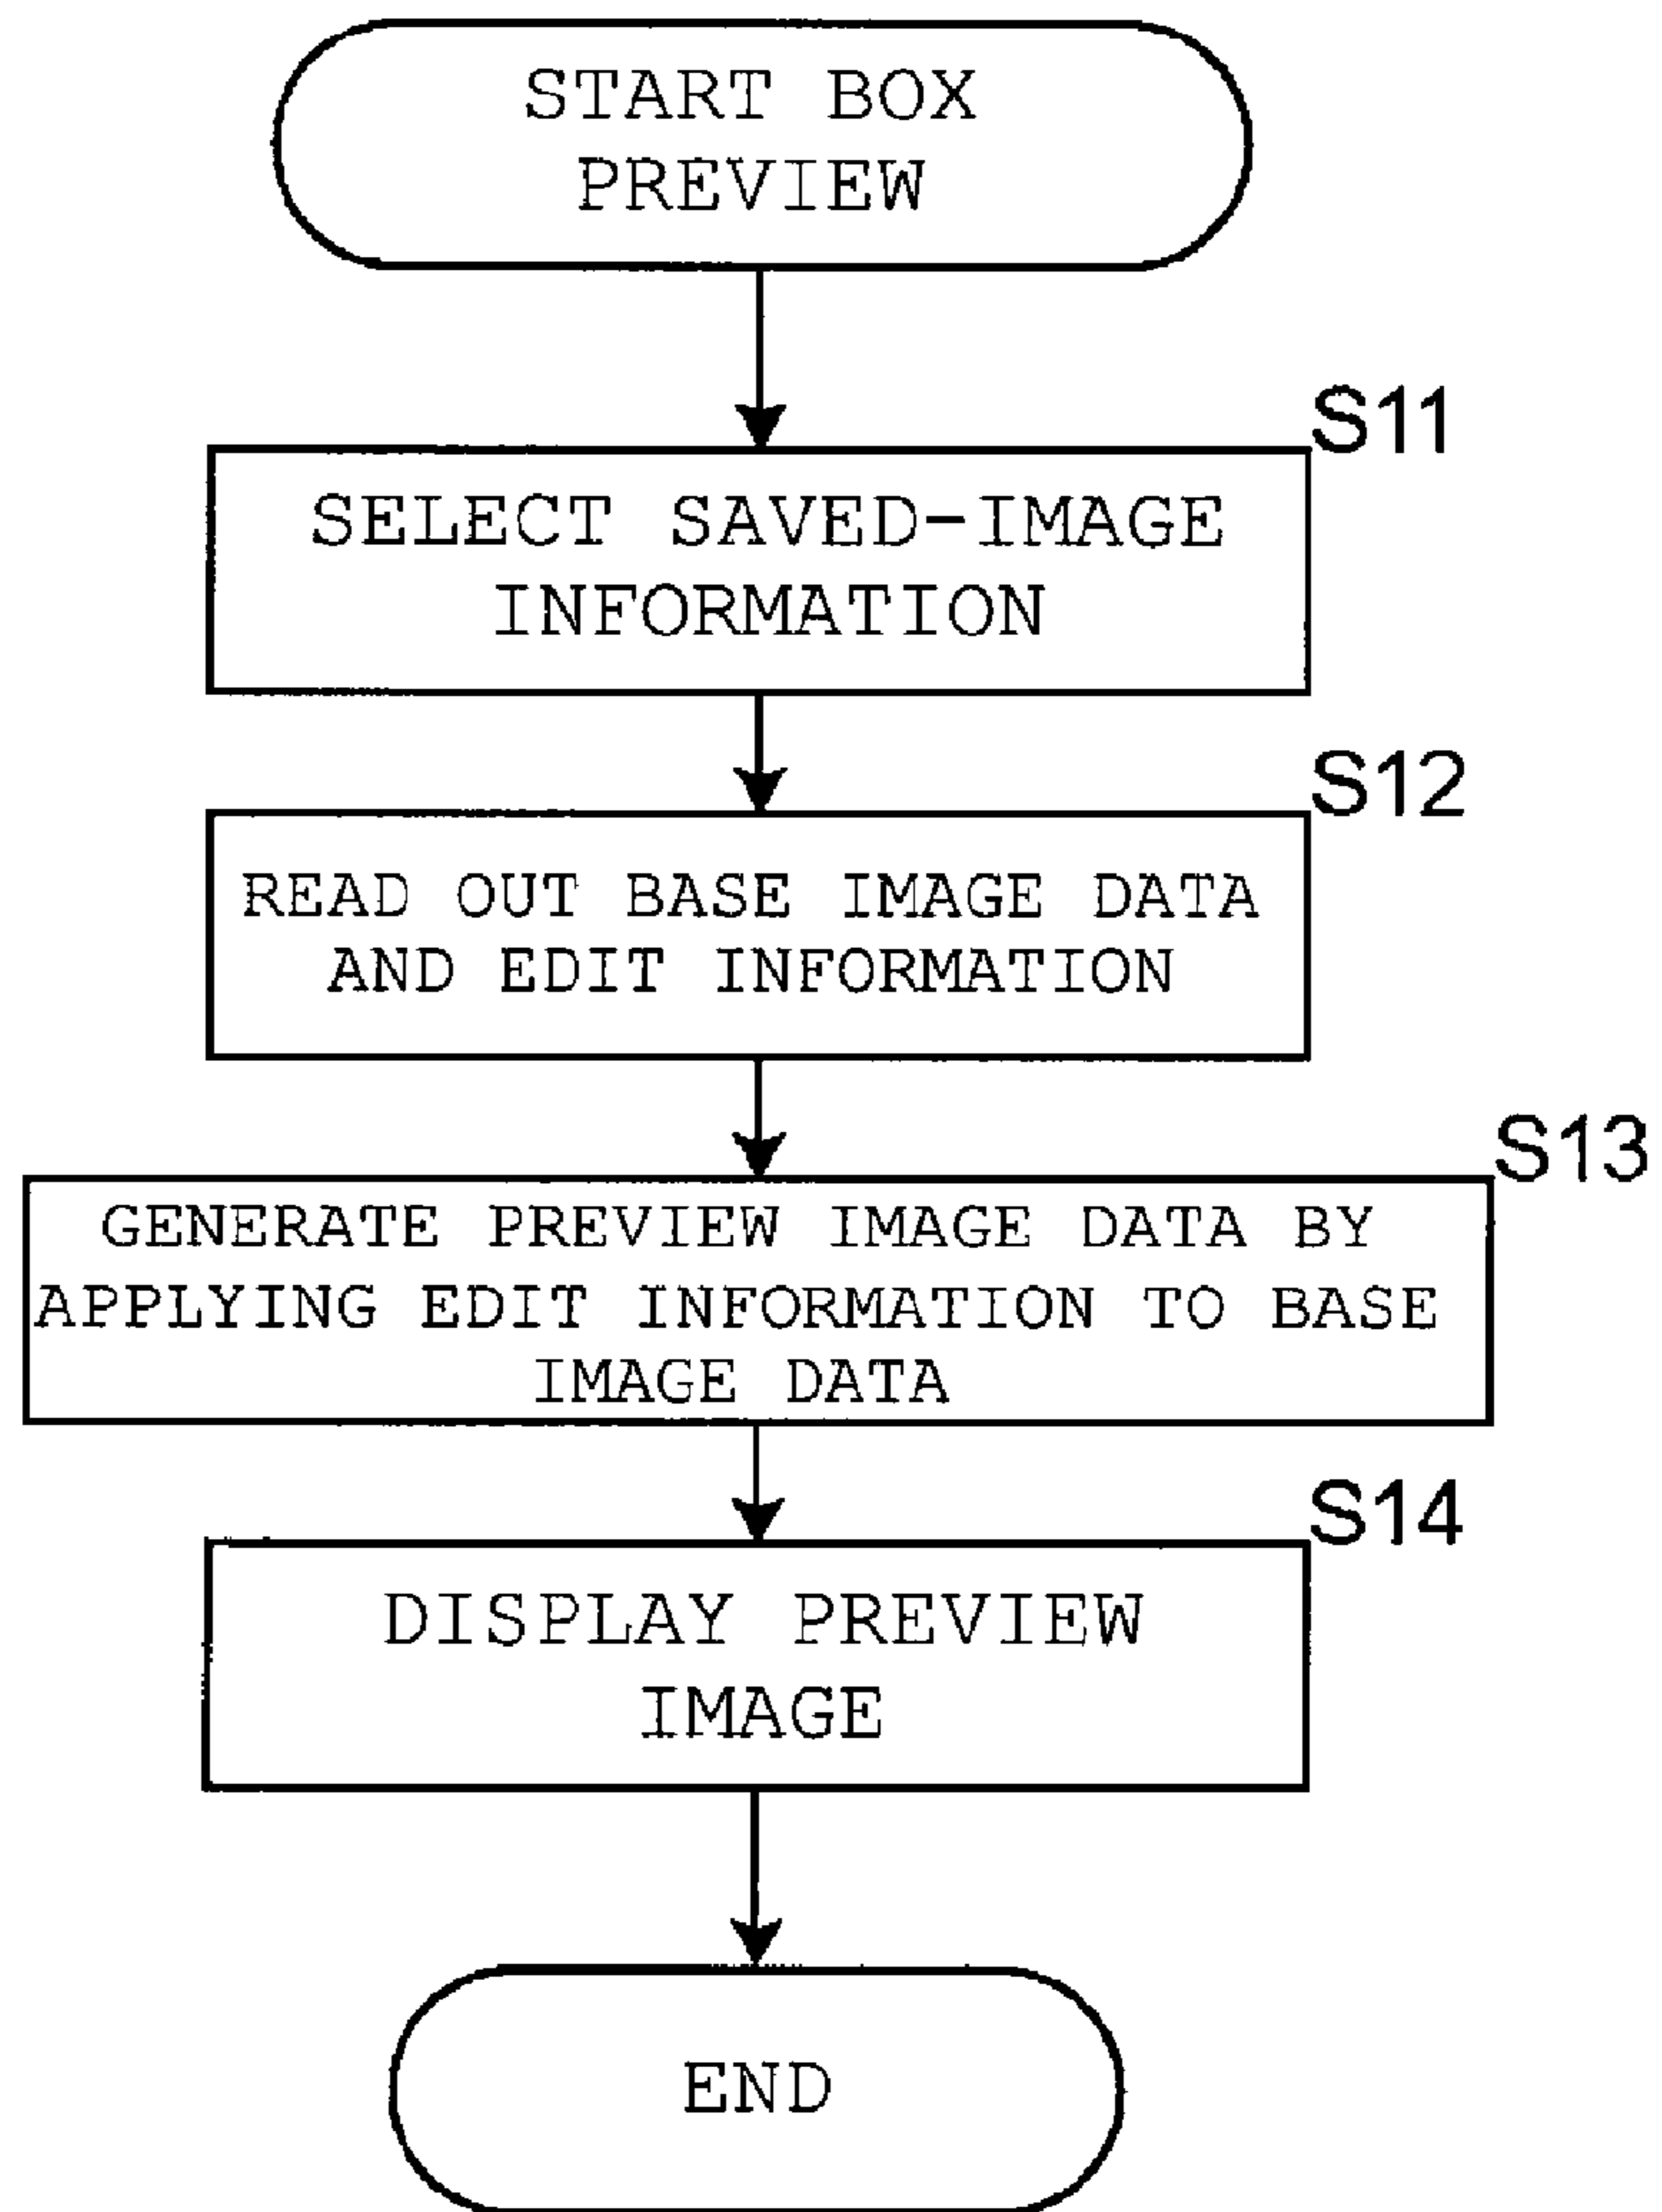 START BOX
PREVIEW
S11
SELECT SAVED-IMAGE
INFORMATION
S12
READ OUT BASE IMAGE DATA
AND EDIT INFORMATION
S13
GENERATE PREVIEW IMAGE DATA BY
APPLYING EDIT INFORMATION TO BASE
IMAGE DATA
S14
DISPLAY PREVIEW
IMAGE
END